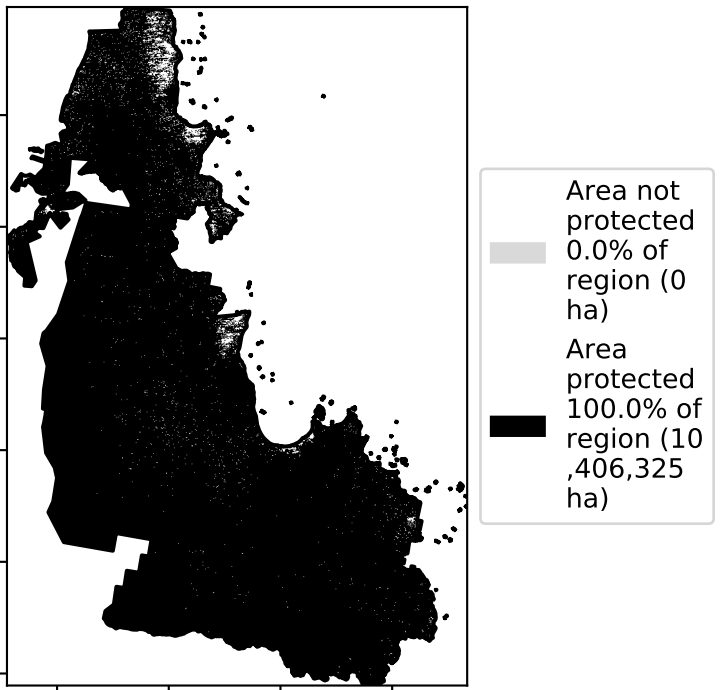 Area not
protected
0.0% of
region (0
ha)
Area
protected
100.0% of
region (10
,406,325
ha)